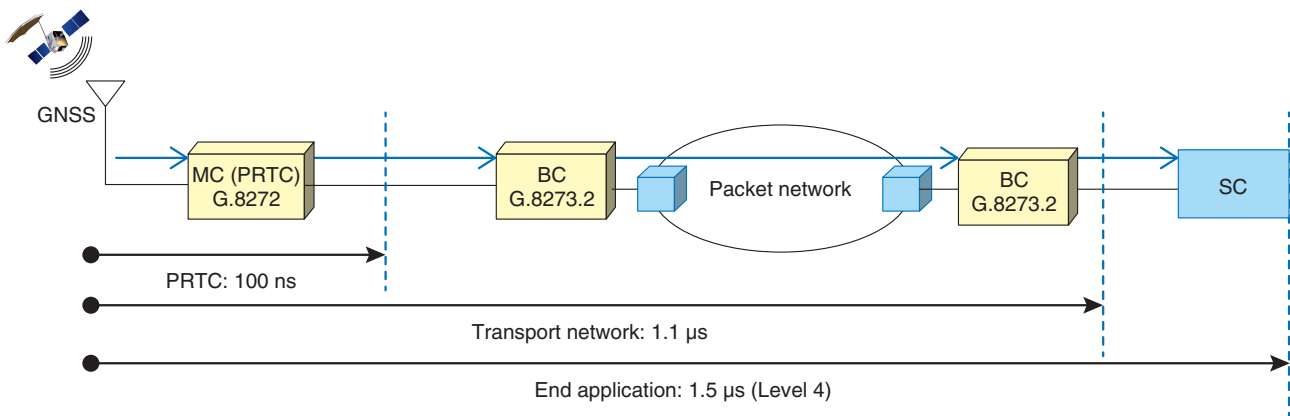 GNSS
MC (PRTC)
G.8272
BC
G.8273.2
Packet network
BC
G.8273.2
SC
PRTC: 100 ns
Transport network: 1.1 μs
End application: 1.5 μs (Level 4)